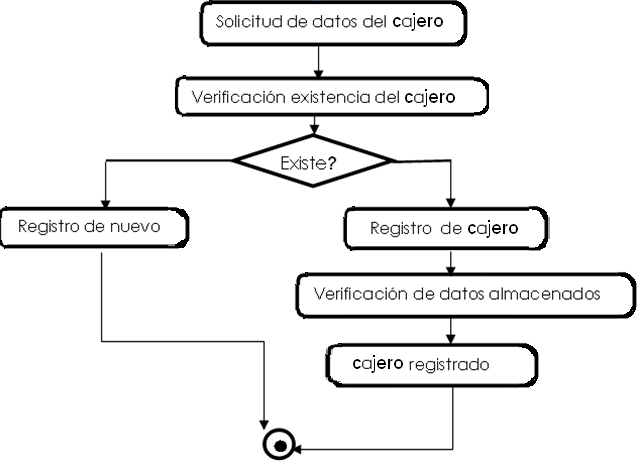 Solicitud de datos del cajero
Verificación existencia del cajero
Existe?
Registro de nuevo
Registro de cajero
Verificación de datos almacenados
cajero registrado